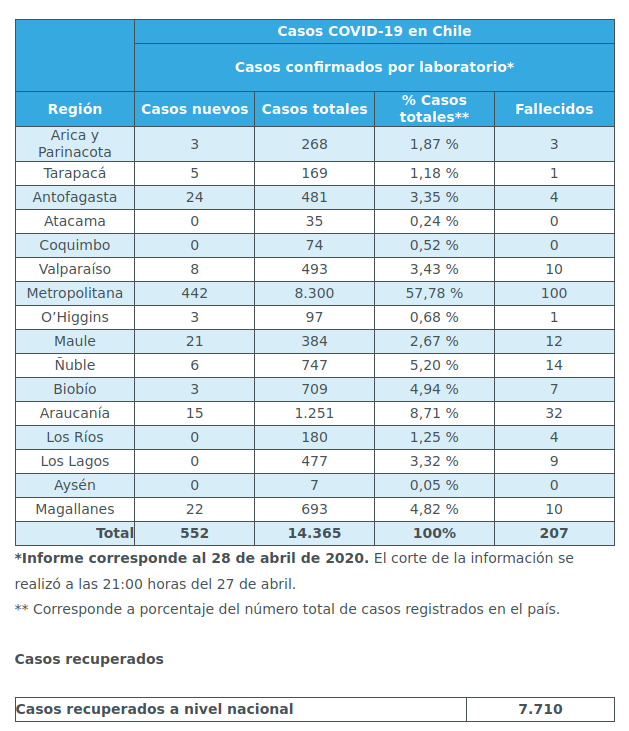 Casos COVID-19 en Chile
Casos confirmados por laboratorio*
Región Casos nuevos Casos totales % Casos totales** Fallecidos
Arica y Parinacota 3 268 1,87 % 3
Tarapacá 5 169 1,18 % 1
Antofagasta 24 481 3,35 % 4
Atacama 0 35 0,24 % 0
Coquimbo 0 74 0,52 % 0
Valparaíso 8 493 3,43 % 10
Metropolitana 442 8.300 57,78 % 100
O’Higgins 3 97 0,68 % 1
Maule 21 384 2,67 % 12
Ñuble 6 747 5,20 % 14
Biobío 3 709 4,94 % 7
Araucanía 15 1.251 8,71 % 32
Los Ríos 0 180 1,25 % 4
Los Lagos 0 477 3,32 % 9
Aysén 0 7 0,05 % 0
Magallanes 22 693 4,82 % 10
Total 552 14.365 100% 207
*Informe corresponde al 28 de abril de 2020. El corte de la información se
realizó a las 21:00 horas del 27 de abril.
** Corresponde a porcentaje del número total de casos registrados en el país.
Casos recuperados
Casos recuperados a nivel nacional 7.710